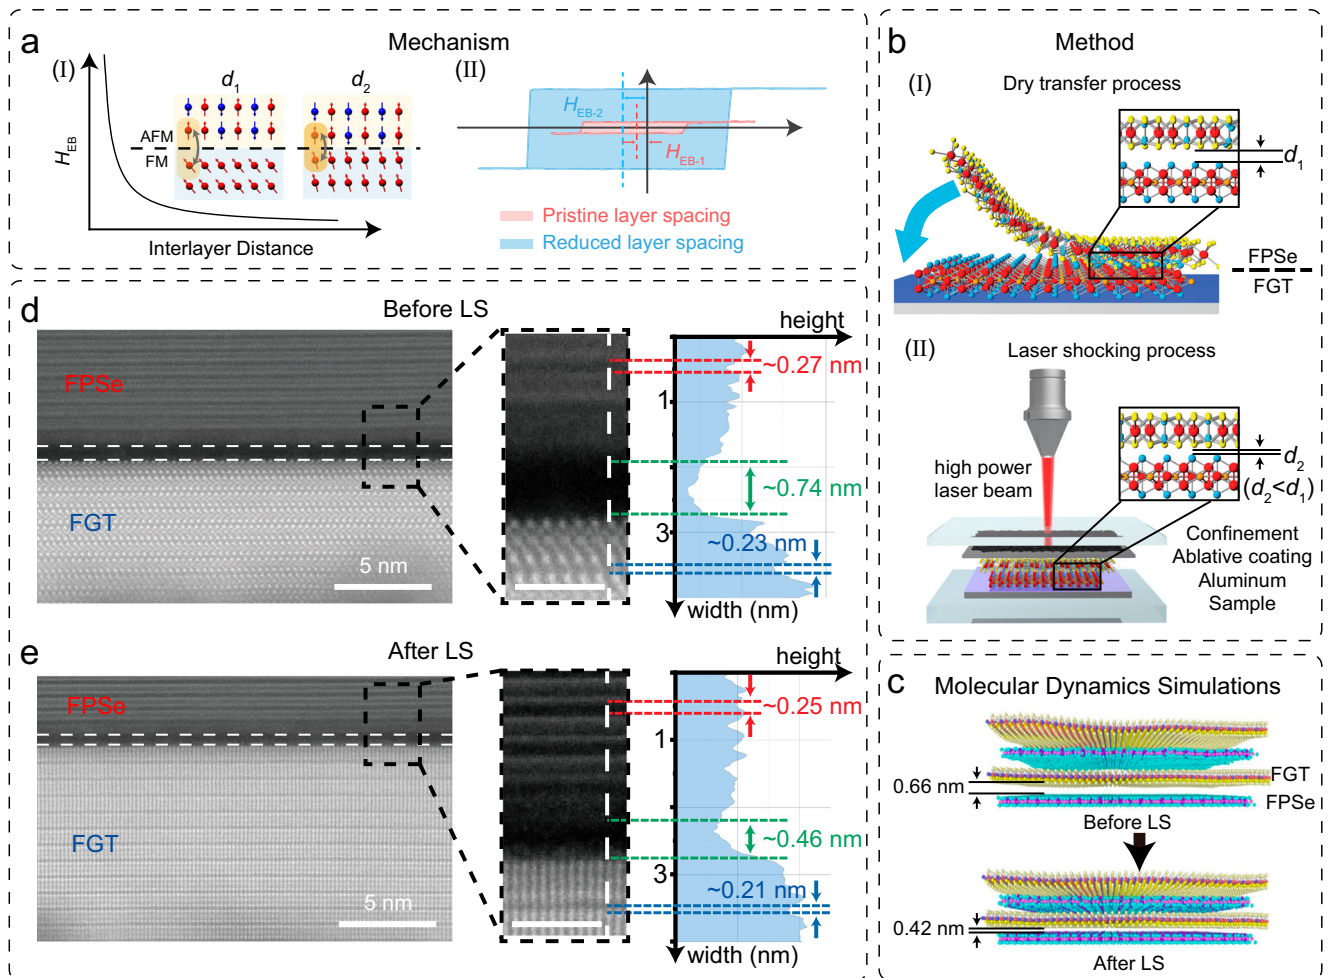 a
Mechanism
(I)
H_EB
d1
d2
AFM
FM
Interlayer Distance
(II)
H_EB-2
H_EB-1
Pristine layer spacing
Reduced layer spacing
b
Method
(I)
Dry transfer process
d1
FPSe
FGT
(II)
Laser shocking process
high power
laser beam
d2
(d2<d1)
Confinement
Ablative coating
Aluminum
Sample
c
Molecular Dynamics Simulations
0.66 nm
FGT
FPSe
Before LS
0.42 nm
After LS
d
Before LS
FPSe
FGT
5 nm
height
~0.27 nm
1
~0.74 nm
3
~0.23 nm
width (nm)
e
After LS
FPSe
FGT
5 nm
height
~0.25 nm
1
~0.46 nm
3
~0.21 nm
width (nm)